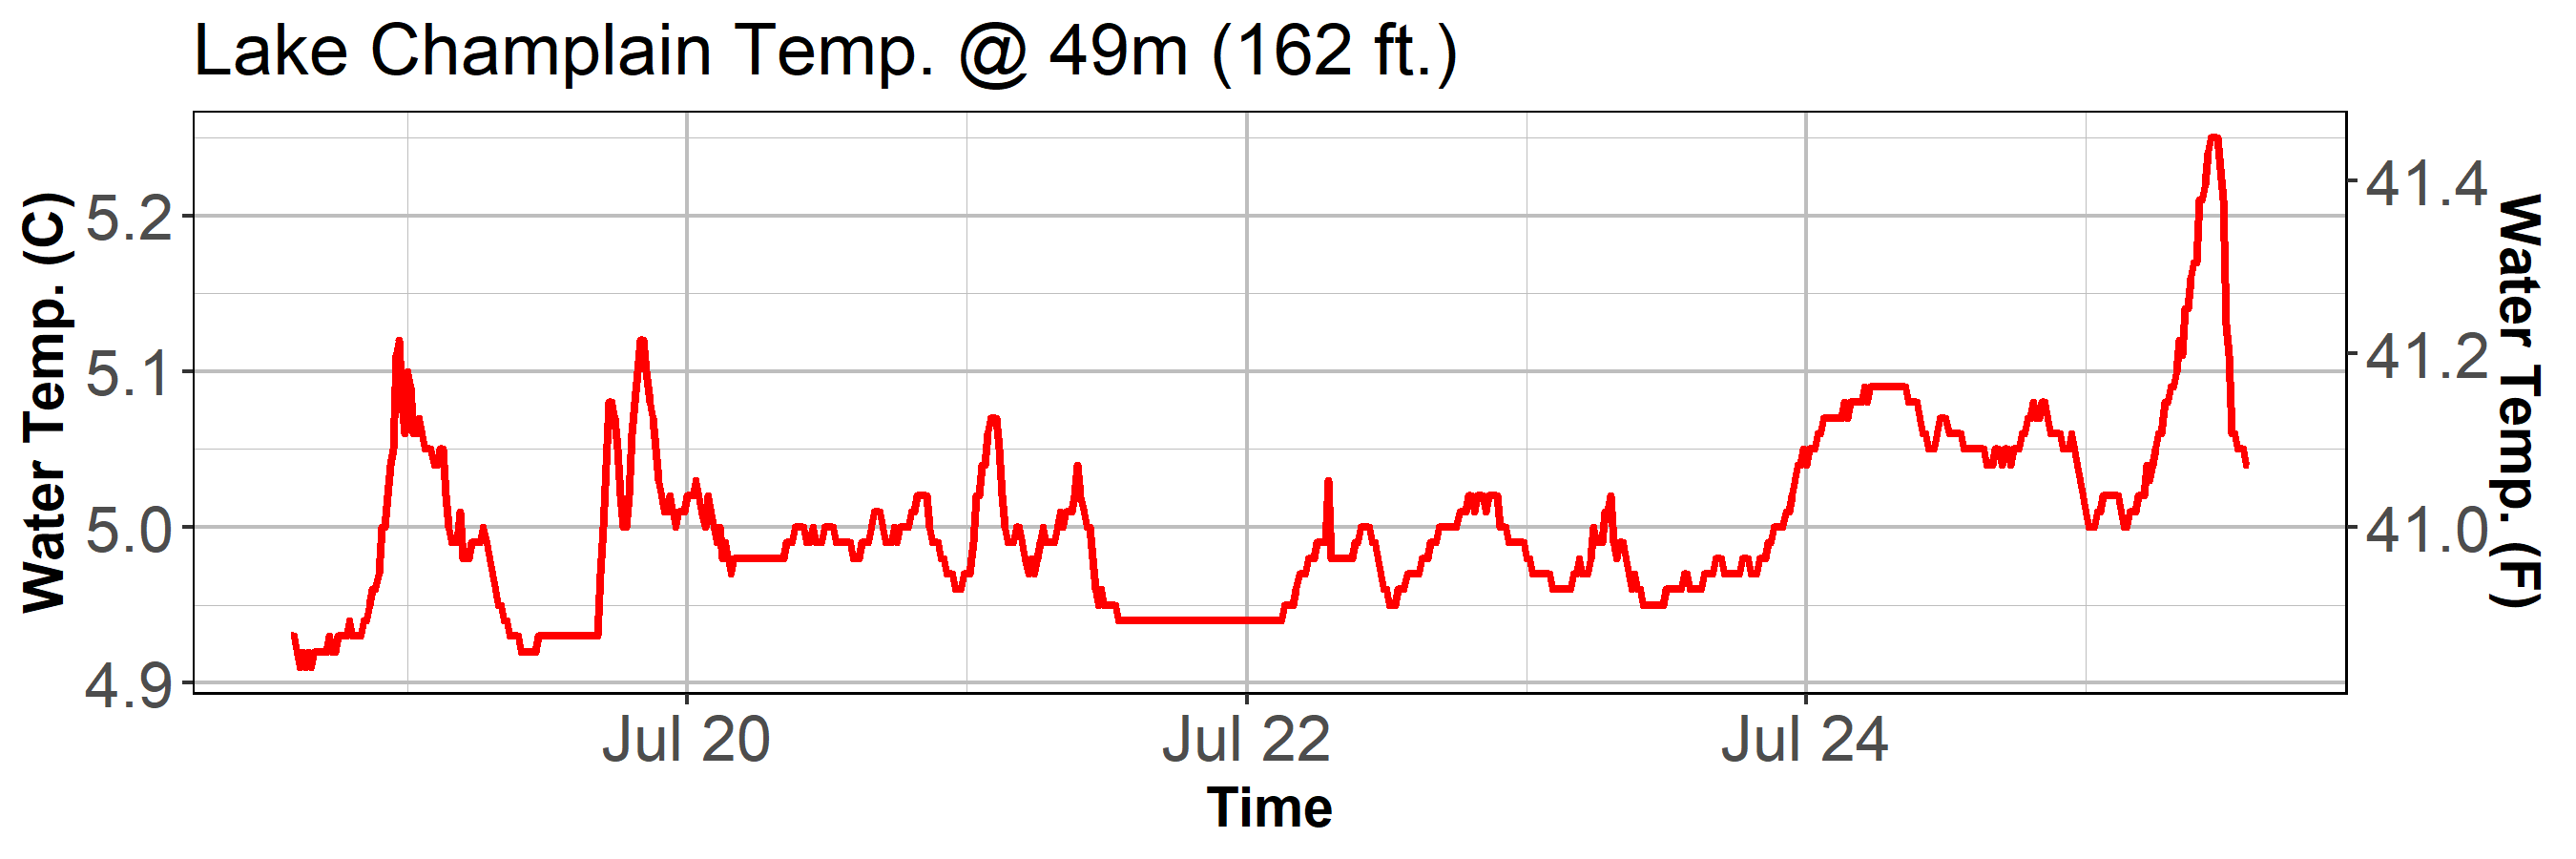 Lake Champlain Temp. @ 49m (162 ft.)
Water Temp. (C)
5.2
5.1
5.0
4.9
41.4
41.2
41.0
Water Temp. (F)
Jul 20
Jul 22
Jul 24
Time